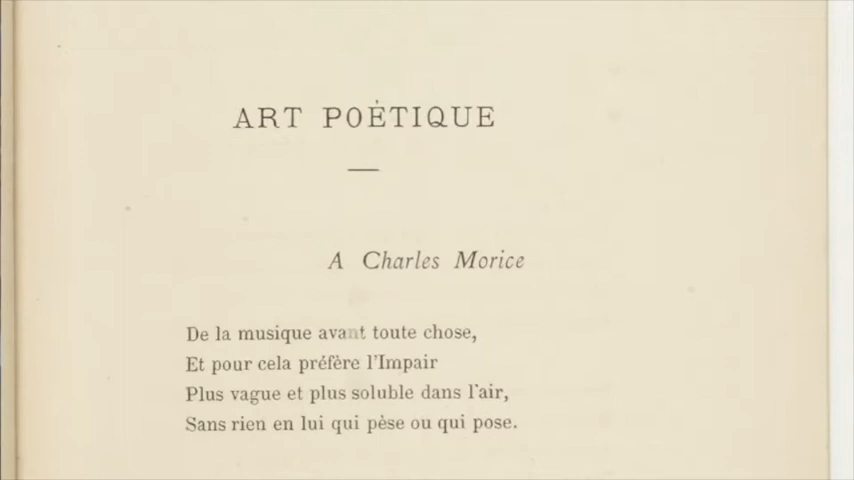 ART POÉTIQUE
A Charles Morice
De la musique avant toute chose,
Et pour cela préfère l'Impair
Plus vague et plus soluble dans l'air,
Sans rien en lui qui pèse ou qui pose.